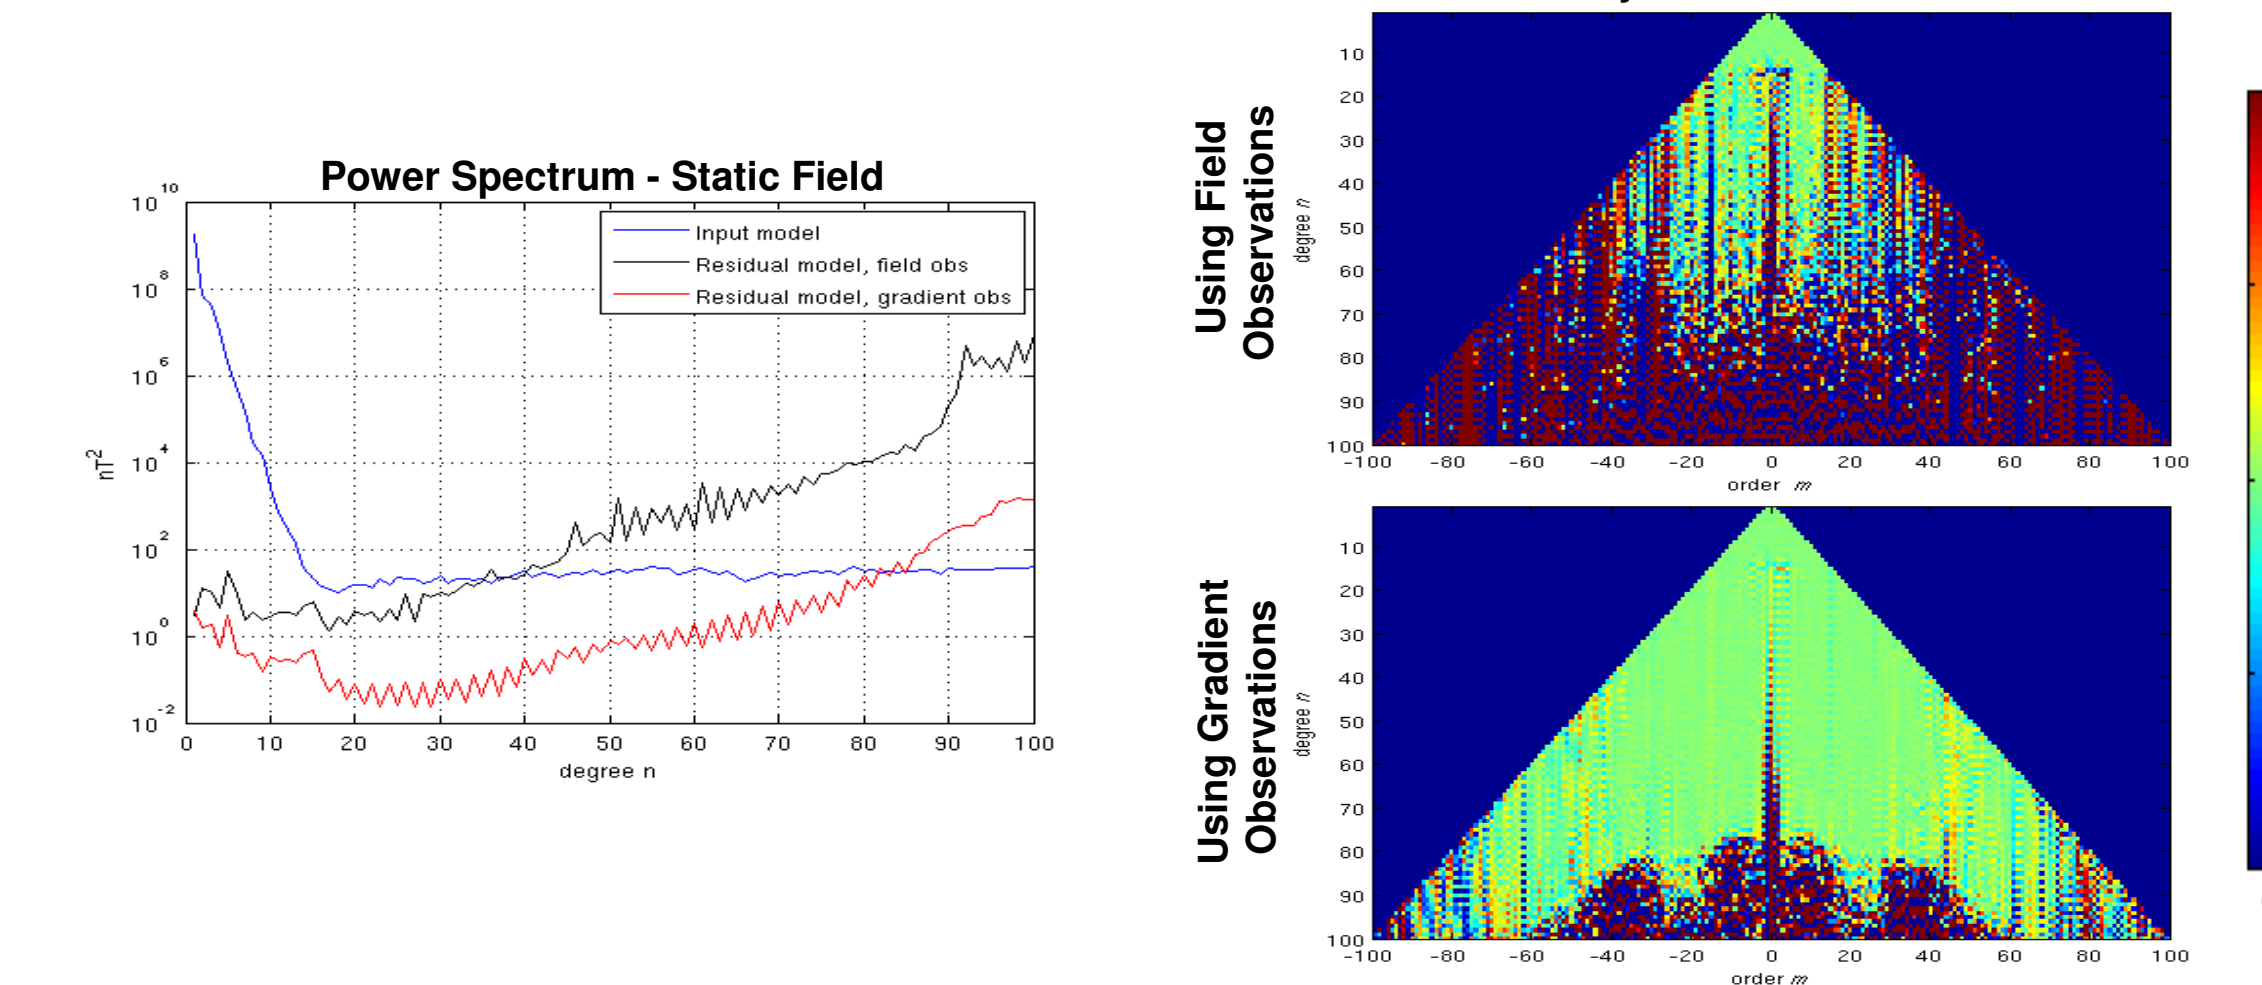 Power Spectrum - Static Field
10^10
10^8
10^6
10^4
10^2
10^0
10^-2
nT^2
Input model
Residual model, field obs
Residual model, gradient obs
0 10 20 30 40 50 60 70 80 90 100
degree n
Using Field
Observations
degree n
10
20
30
40
50
60
70
80
90
100
-100 -80 -60 -40 -20 0 20 40 60 80 100
order m
Using Gradient
Observations
degree n
10
20
30
40
50
60
70
80
90
100
-100 -80 -60 -40 -20 0 20 40 60 80 100
order m